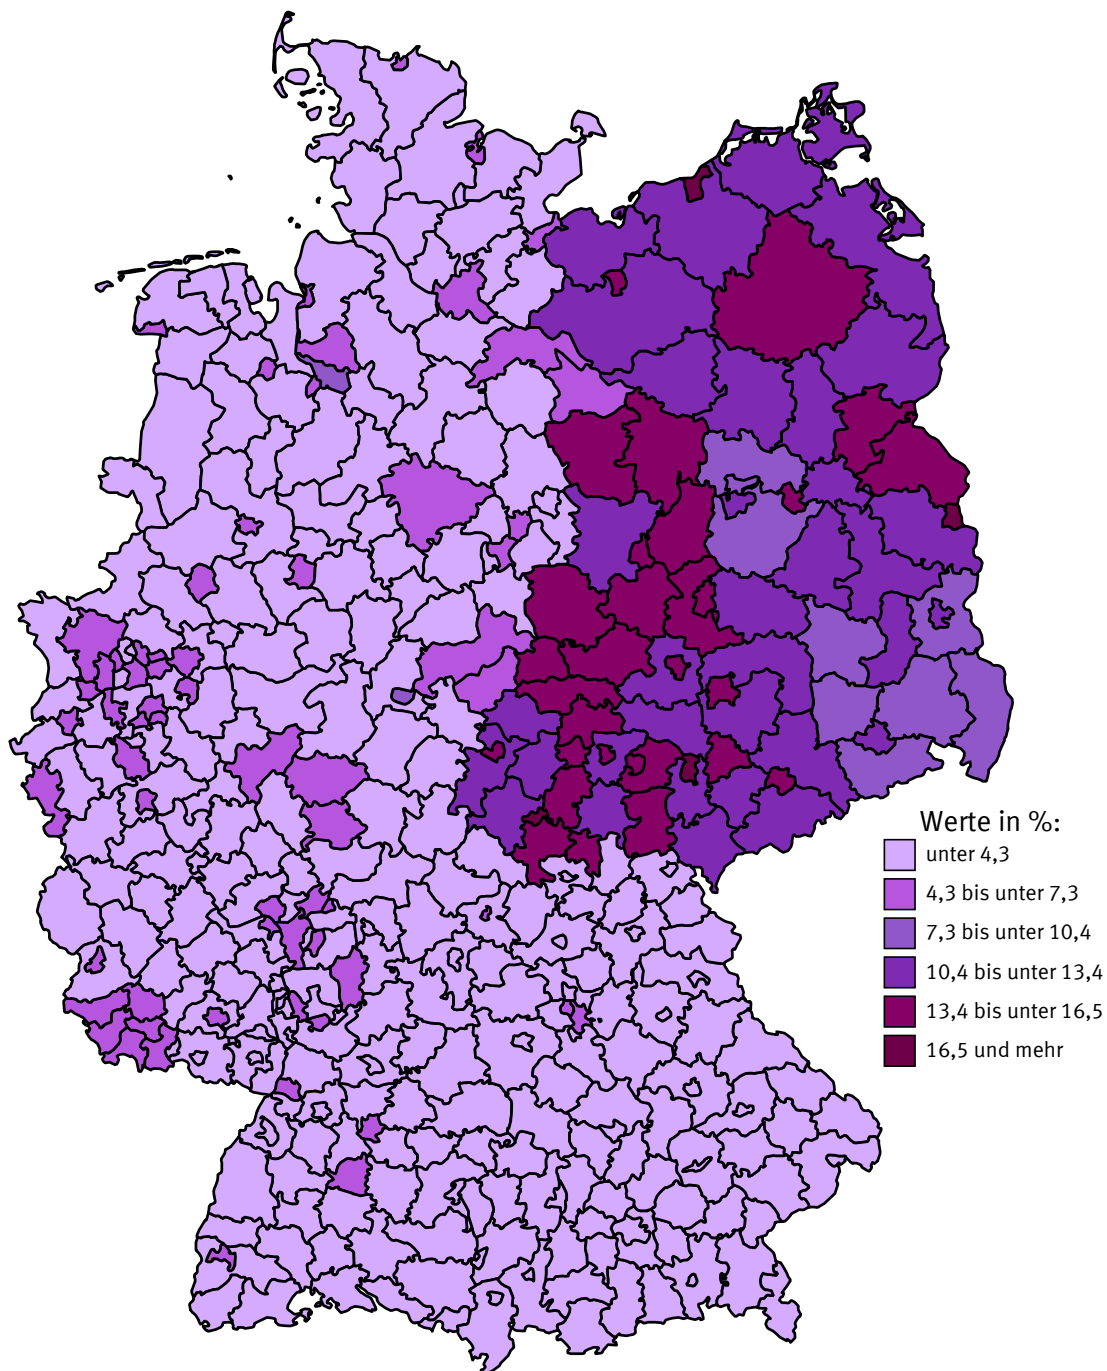 Werte in %:
unter 4,3
4,3 bis unter 7,3
7,3 bis unter 10,4
10,4 bis unter 13,4
13,4 bis unter 16,5
16,5 und mehr